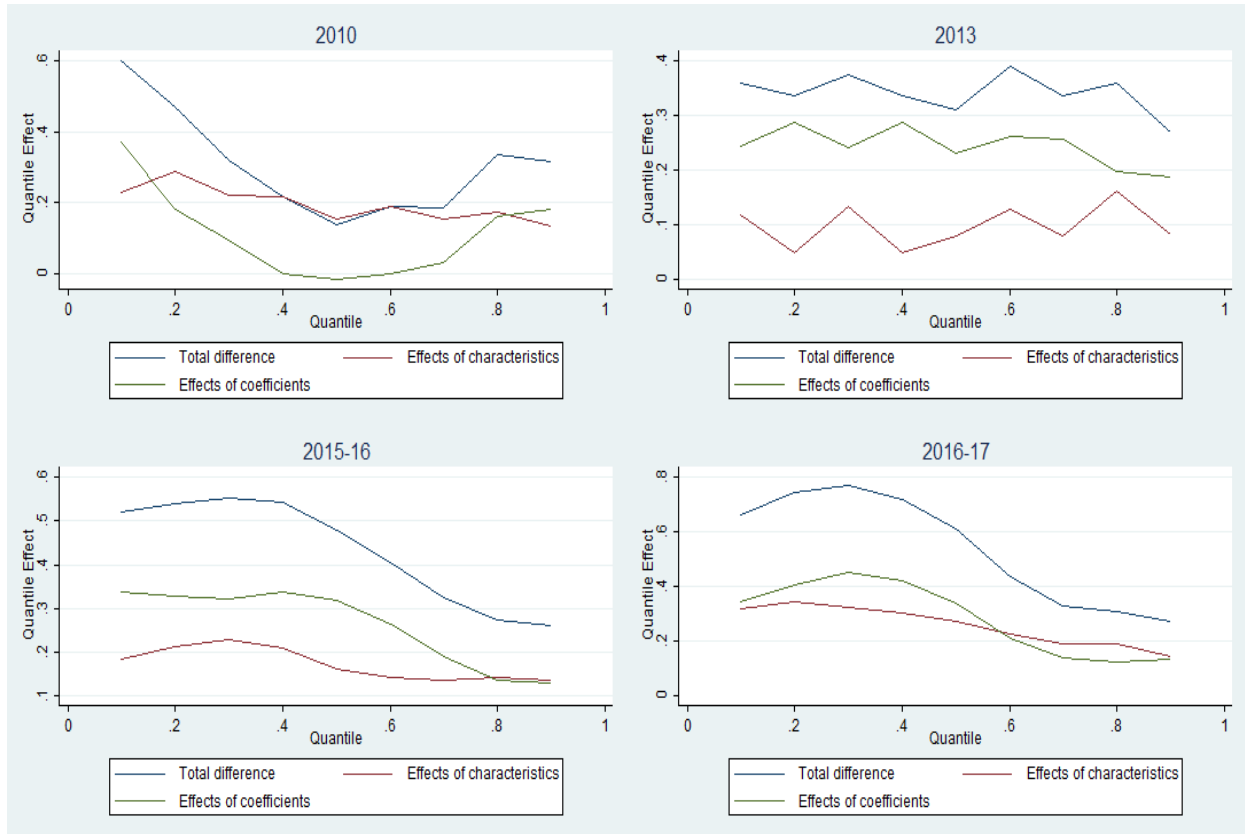 2010
Quantile Effect
.6
.4
.2
0
0 .2 .4 .6 .8 1
Quantile
Total difference Effects of characteristics
Effects of coefficients
2013
Quantile Effect
.4
.3
.2
.1
0
0 .2 .4 .6 .8 1
Quantile
Total difference Effects of characteristics
Effects of coefficients
2015-16
Quantile Effect
.6
.5
.4
.3
.2
.1
0 .2 .4 .6 .8 1
Quantile
Total difference Effects of characteristics
Effects of coefficients
2016-17
Quantile Effect
.8
.6
.4
.2
0
0 .2 .4 .6 .8 1
Quantile
Total difference Effects of characteristics
Effects of coefficients